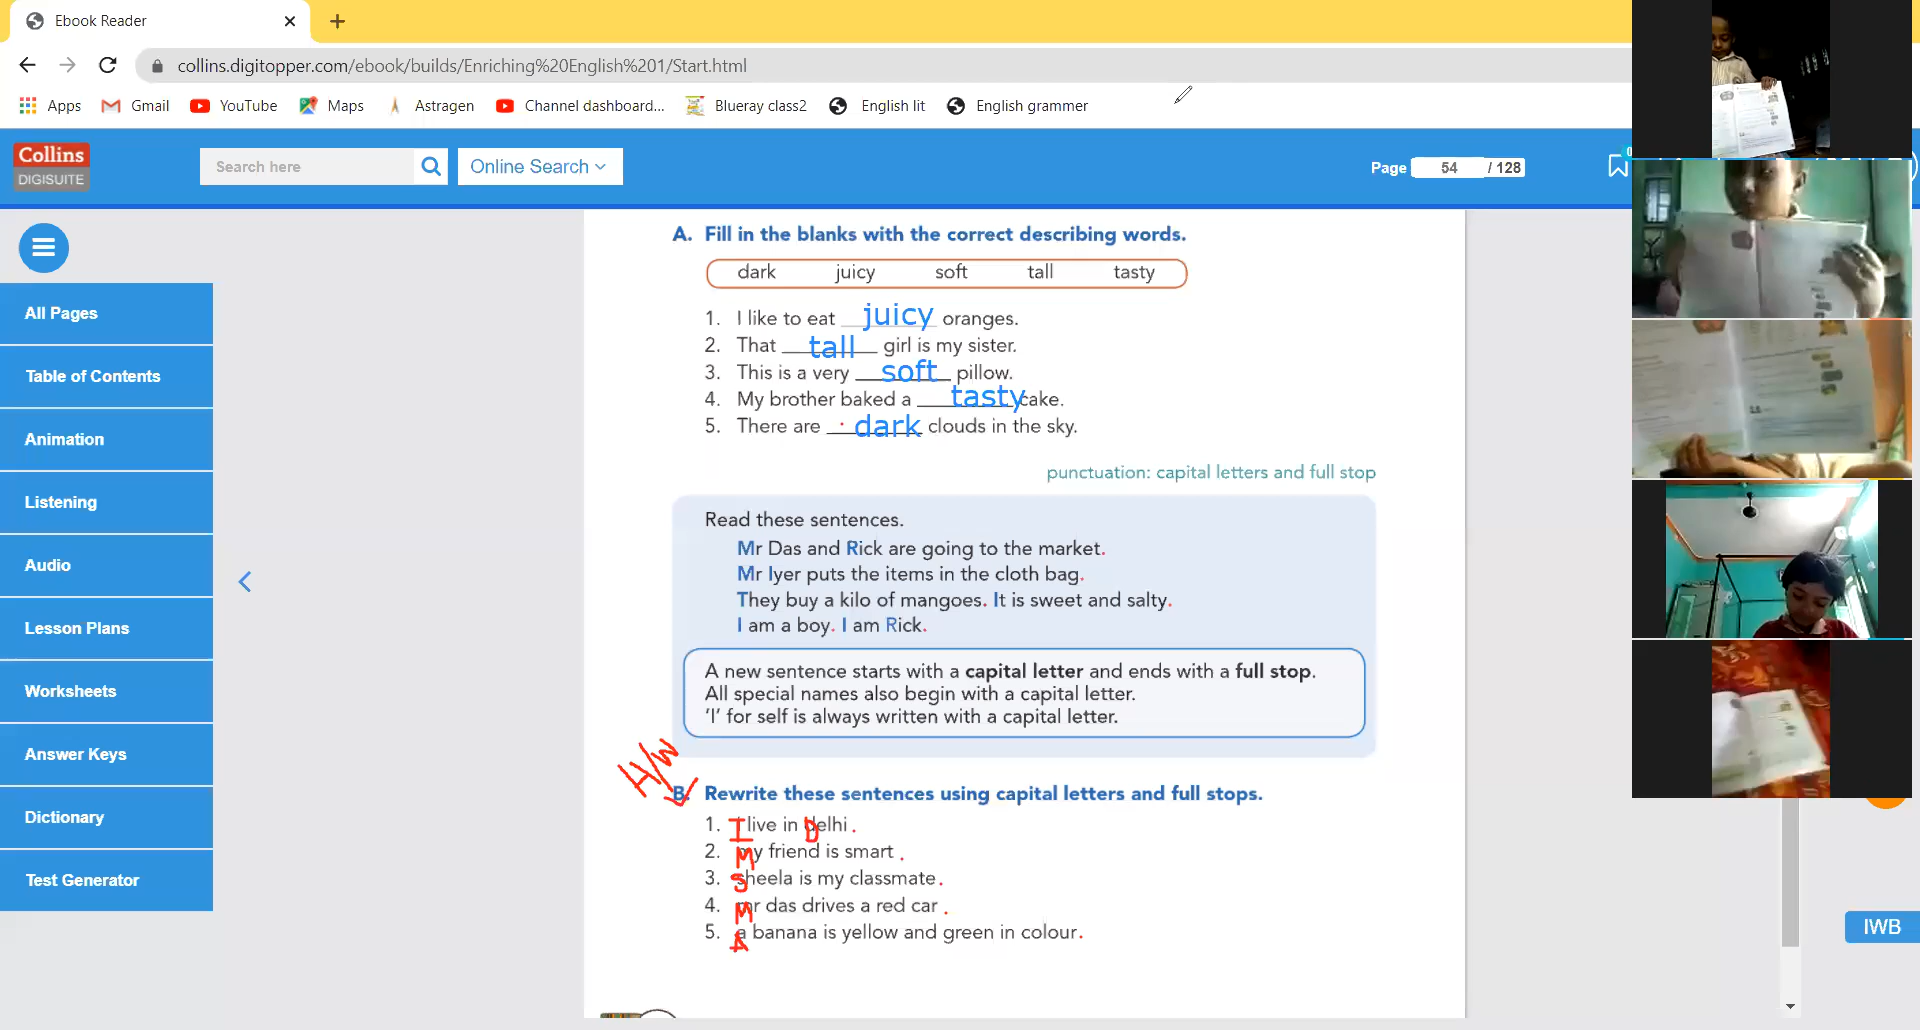 Ebook Reader
collins.digitopper.com/ebook/builds/Enriching%20English%201/Start.html
Apps Gmail YouTube Maps Astragen Channel dashboard... Blueray class2 English lit English grammer
Collins
DIGISUITE
Search here
Online Search
Page 54 / 128
All Pages
Table of Contents
Animation
Listening
Audio
Lesson Plans
Worksheets
Answer Keys
Dictionary
Test Generator
A. Fill in the blanks with the correct describing words.
dark juicy soft tall tasty
1. I like to eat juicy oranges.
2. That tall girl is my sister.
3. This is a very soft pillow.
4. My brother baked a tasty cake.
5. There are dark clouds in the sky.
punctuation: capital letters and full stop
Read these sentences.
Mr Das and Rick are going to the market.
Mr Iyer puts the items in the cloth bag.
They buy a kilo of mangoes. It is sweet and salty.
I am a boy. I am Rick.
A new sentence starts with a capital letter and ends with a full stop.
All special names also begin with a capital letter.
‘I’ for self is always written with a capital letter.
H/W
B. Rewrite these sentences using capital letters and full stops.
1. I live in Delhi .
2. My friend is smart .
3. Sheela is my classmate .
4. Mr das drives a red car .
5. A banana is yellow and green in colour .
IWB